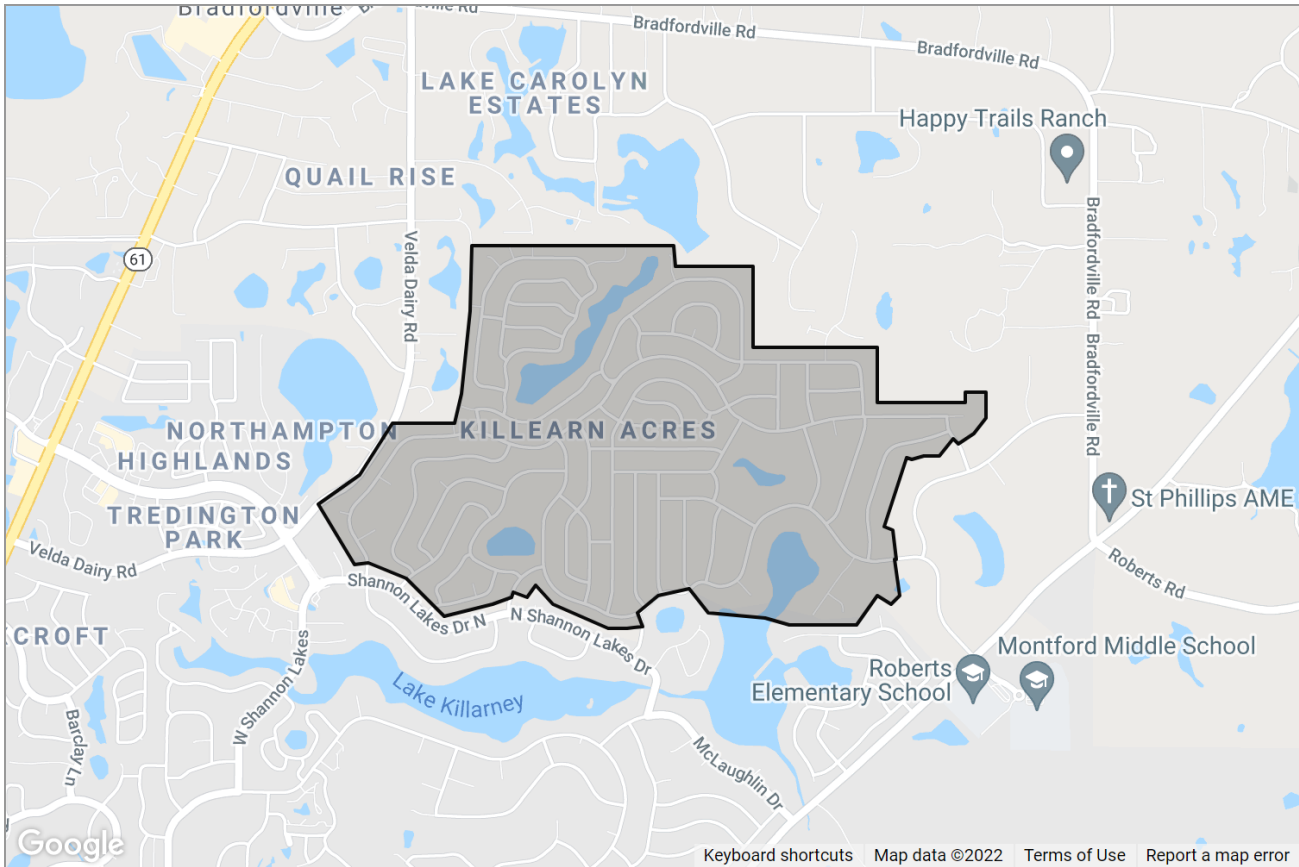 Bradfordville
Rd
Bradfordville Rd
Bradfordville Rd
LAKE CAROLYN
ESTATES
Happy Trails Ranch
QUAIL RISE
61
Velda Dairy Rd
Bradfordville Rd
Bradfordville Rd
NORTHAMPTON
HIGHLANDS
KILLEARN ACRES
TREDINGTON
PARK
St Phillips AME
Velda Dairy Rd
Roberts Rd
Shannon Lakes Dr N
N Shannon Lakes Dr
CROFT
W Shannon Lakes
Montford Middle School
Roberts
Elementary School
Lake Killarney
Barclay Ln
McLaughlin Dr
Google
Keyboard shortcuts
Map data ©2022
Terms of Use
Report a map error